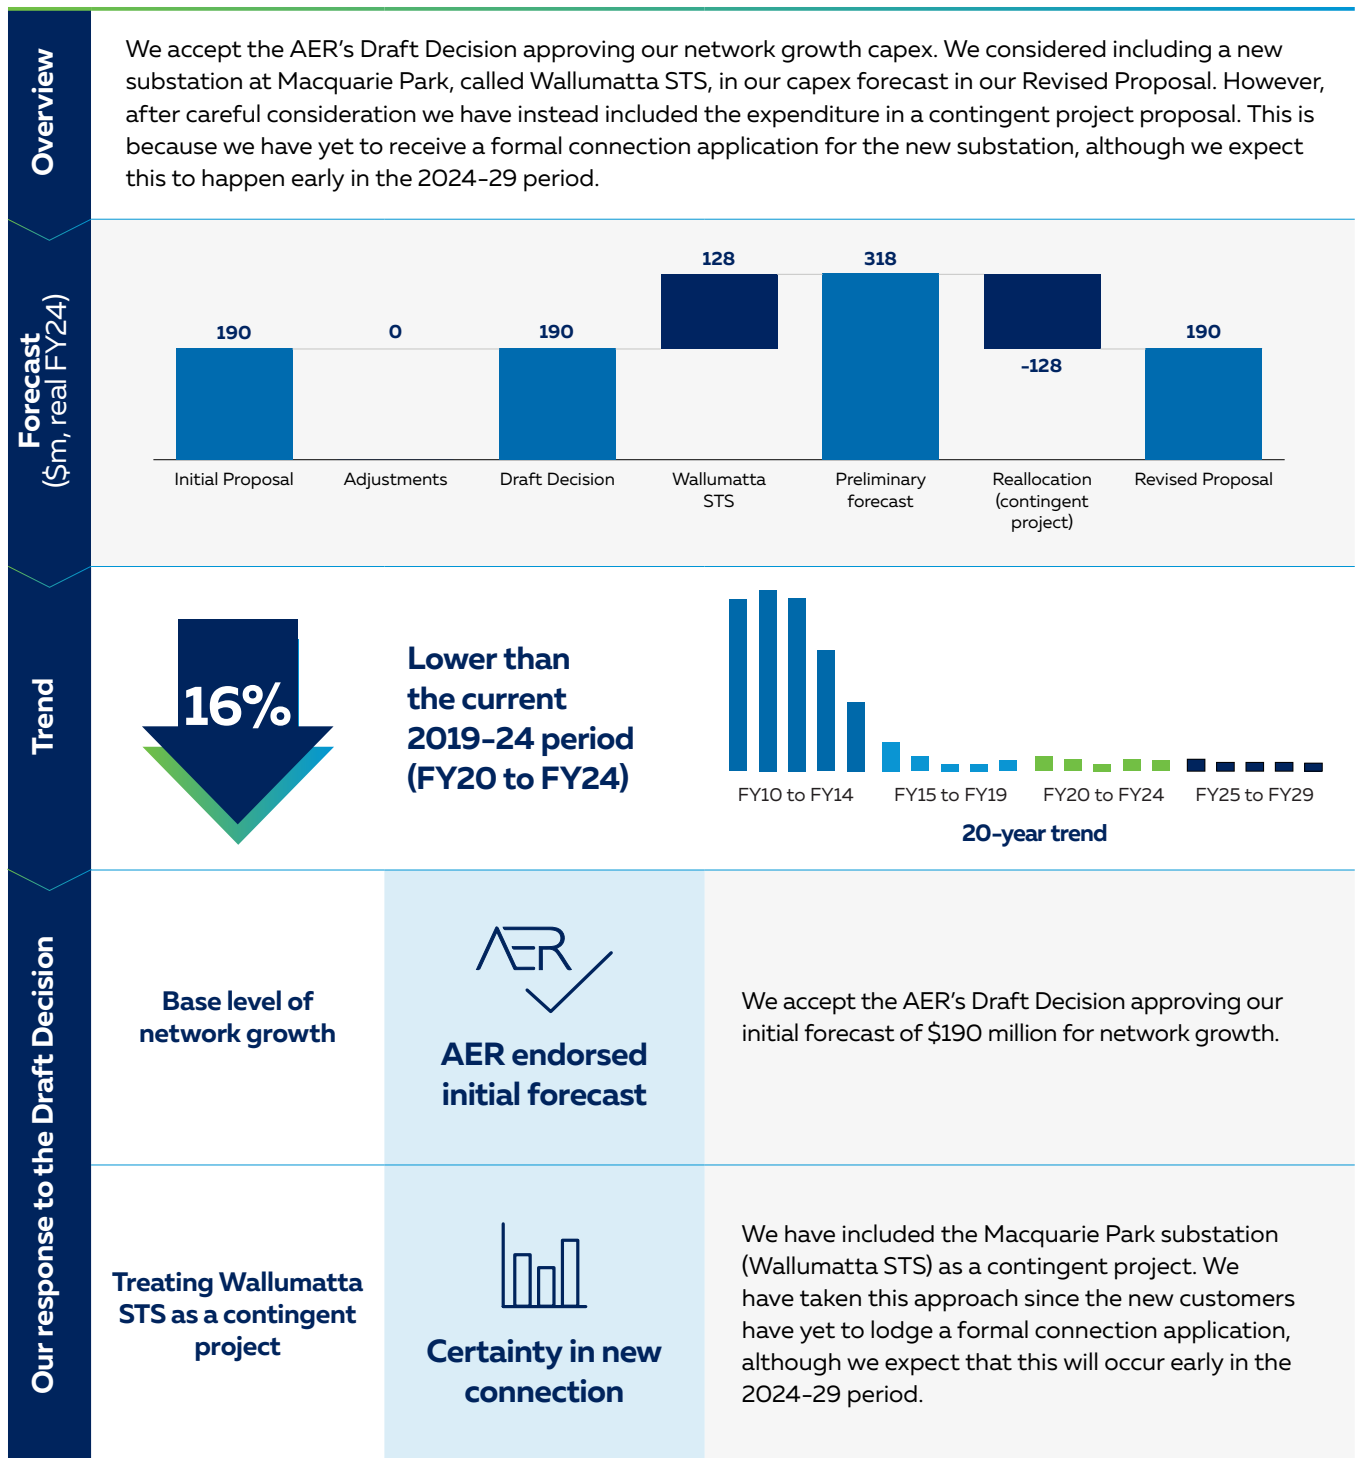 Overview
We accept the AER's Draft Decision approving our network growth capex. We considered including a new
substation at Macquarie Park, called Wallumatta STS, in our capex forecast in our Revised Proposal. However,
after careful consideration we have instead included the expenditure in a contingent project proposal. This is
because we have yet to receive a formal connection application for the new substation, although we expect
this to happen early in the 2024-29 period.
Forecast
($m, real FY24)
190
0
190
128
318
-128
190
Initial Proposal
Adjustments
Draft Decision
Wallumatta
STS
Preliminary
forecast
Reallocation
(contingent
project)
Revised Proposal
Trend
16%
Lower than
the current
2019-24 period
(FY20 to FY24)
FY10 to FY14
FY15 to FY19
FY20 to FY24
FY25 to FY29
20-year trend
Our response to the Draft Decision
Base level of
network growth
AER
AER endorsed
initial forecast
We accept the AER's Draft Decision approving our
initial forecast of $190 million for network growth.
Treating Wallumatta
STS as a contingent
project
Certainty in new
connection
We have included the Macquarie Park substation
(Wallumatta STS) as a contingent project. We
have taken this approach since the new customers
have yet to lodge a formal connection application,
although we expect that this will occur early in the
2024-29 period.